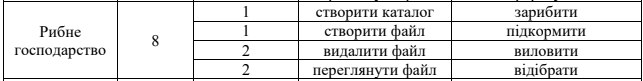 Рибне господарство 8 1 створити каталог зарибити
1 створити файл підкормити
2 видалити файл виловити
2 переглянути файл відібрати